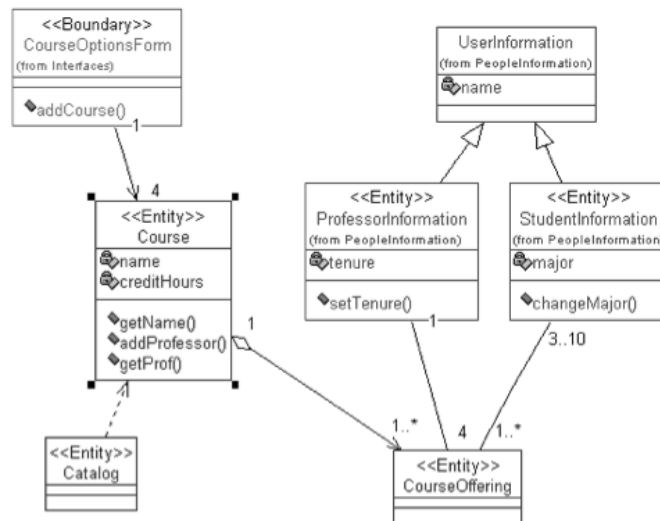 <<Boundary>>
CourseOptionsForm
(from Interfaces)
addCourse()
1
4
UserInformation
(from PeopleInformation)
name
<<Entity>>
Course
name
creditHours
getName()
addProfessor()
getProf()
1
<<Entity>>
ProfessorInformation
(from PeopleInformation)
tenure
setTenure()
1
<<Entity>>
StudentInformation
(from PeopleInformation
major
changeMajor()
3..10
1..*
4
1..*
<<Entity>>
Catalog
<<Entity>>
CourseOffering